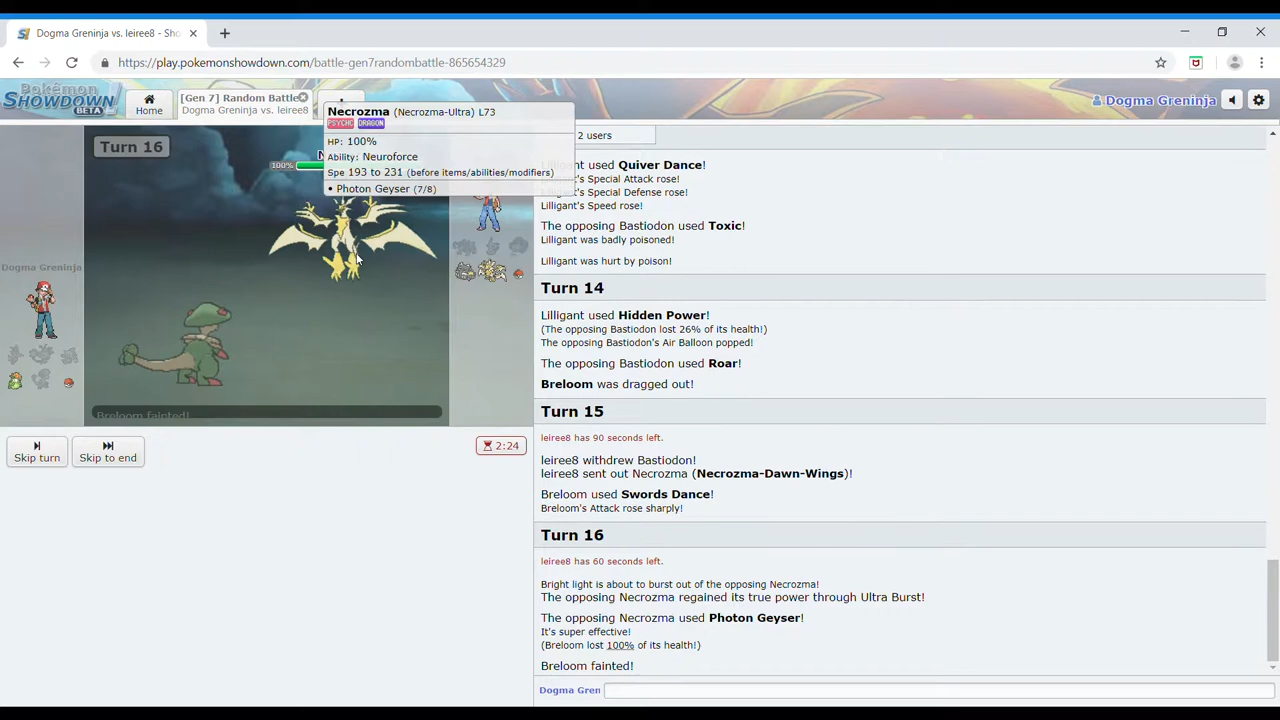 Dogma Greninja vs. leiree8 - Sho
https://play.pokemonshowdown.com/battle-gen7randombattle-865654329
Pokémon
SHOWDOWN
BETA
Home
[Gen 7] Random Battle
Dogma Greninja vs. leiree8
Dogma Greninja
Turn 16
100%
Necrozma (Necrozma-Ultra) L73
PSYCHC DRAGON
HP: 100%
Ability: Neuroforce
Spe 193 to 231 (before items/abilities/modifiers)
• Photon Geyser (7/8)
Dogma Greninja
Breloom fainted!
Skip turn
Skip to end
2:24
2 users
Lilligant used Quiver Dance!
Lilligant's Special Attack rose!
Lilligant's Special Defense rose!
Lilligant's Speed rose!
The opposing Bastiodon used Toxic!
Lilligant was badly poisoned!
Lilligant was hurt by poison!
Turn 14
Lilligant used Hidden Power!
(The opposing Bastiodon lost 26% of its health!)
The opposing Bastiodon's Air Balloon popped!
The opposing Bastiodon used Roar!
Breloom was dragged out!
Turn 15
leiree8 has 90 seconds left.
leiree8 withdrew Bastiodon!
leiree8 sent out Necrozma (Necrozma-Dawn-Wings)!
Breloom used Swords Dance!
Breloom's Attack rose sharply!
Turn 16
leiree8 has 60 seconds left.
Bright light is about to burst out of the opposing Necrozma!
The opposing Necrozma regained its true power through Ultra Burst!
The opposing Necrozma used Photon Geyser!
It's super effective!
(Breloom lost 100% of its health!)
Breloom fainted!
Dogma Gren